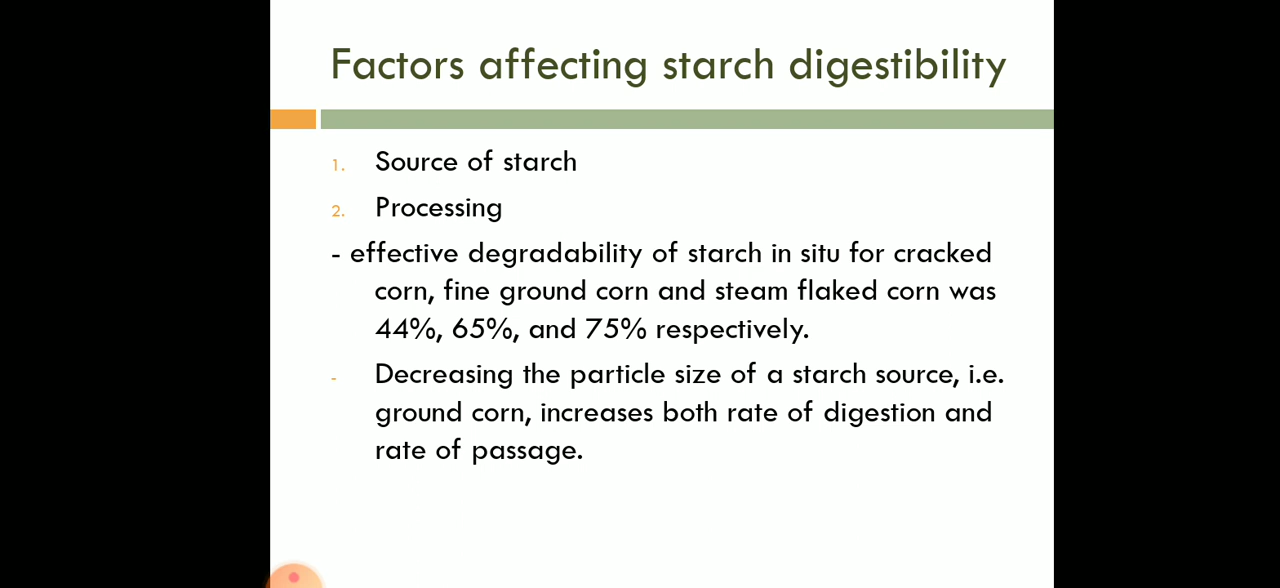 Factors affecting starch digestibility
1. Source of starch
2. Processing
- effective degradability of starch in situ for cracked
corn, fine ground corn and steam flaked corn was
44%, 65%, and 75% respectively.
- Decreasing the particle size of a starch source, i.e.
ground corn, increases both rate of digestion and
rate of passage.